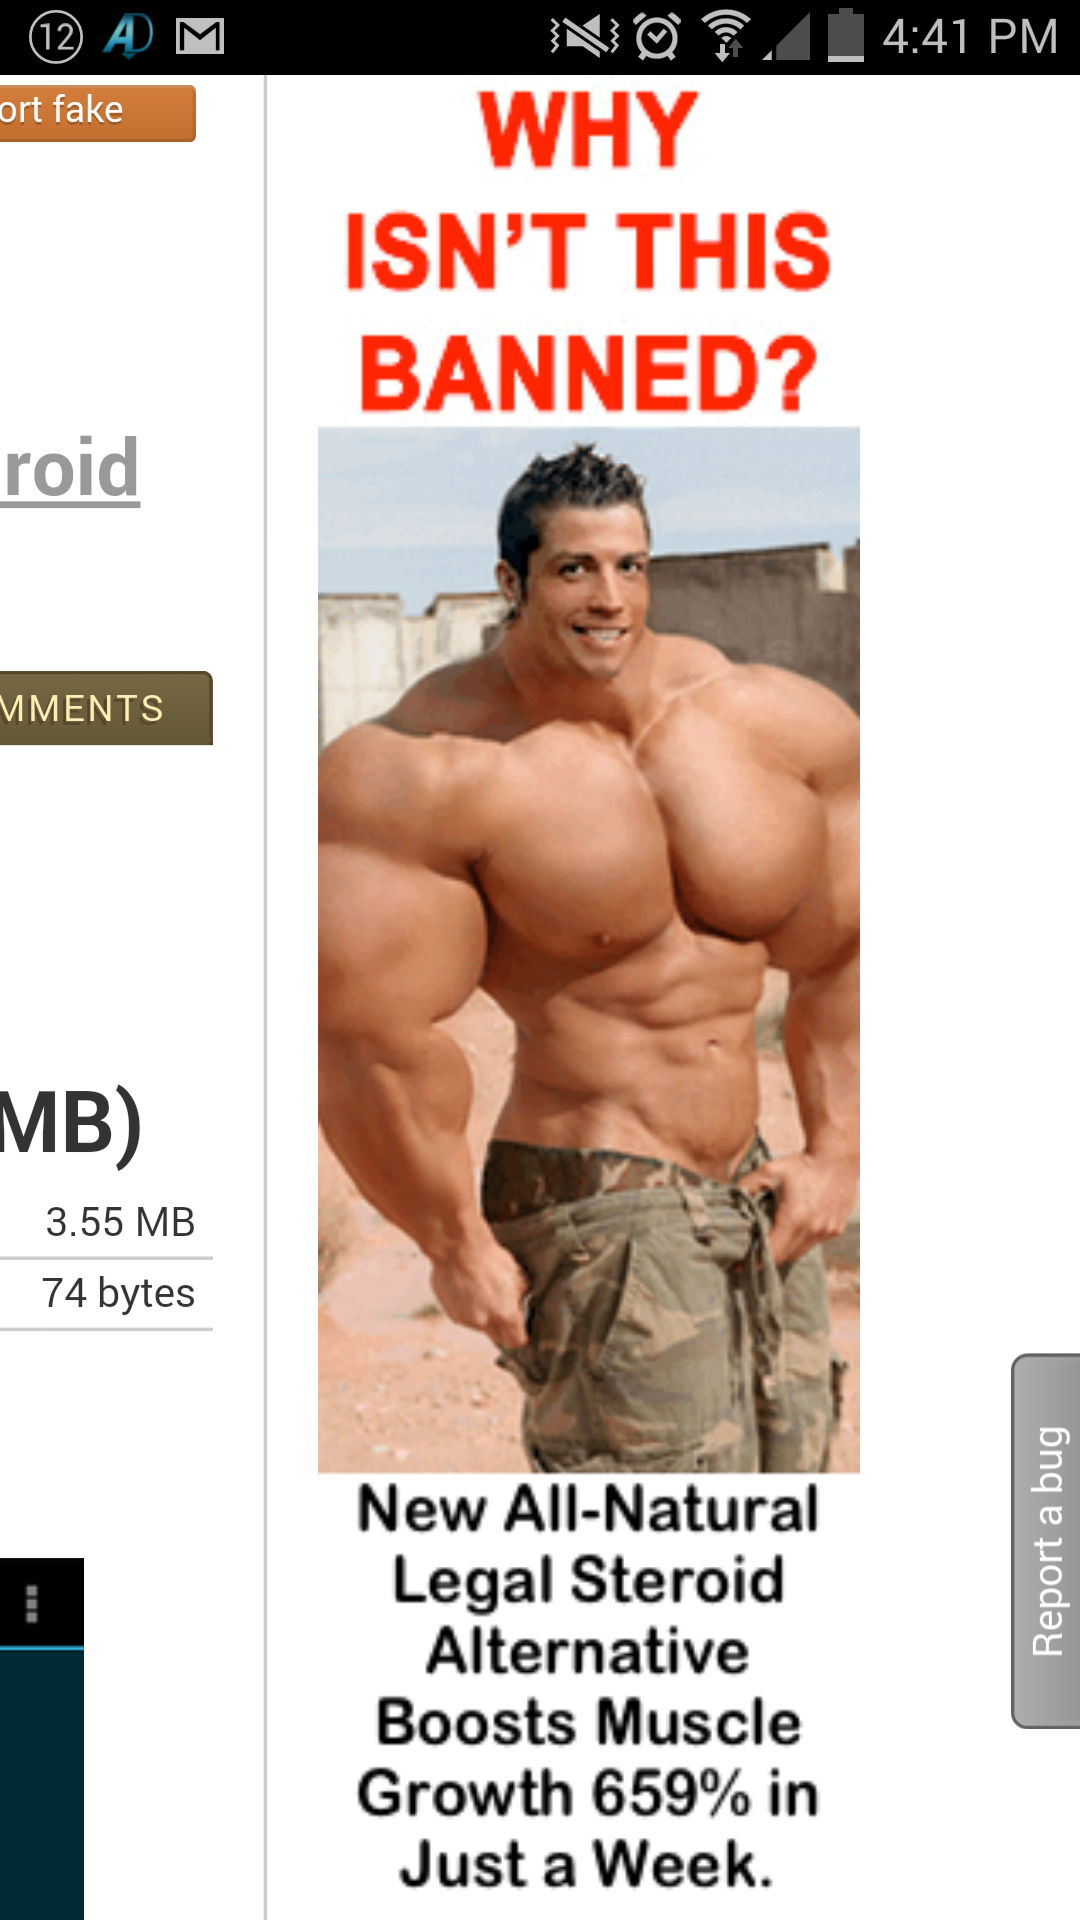 12 4:41 PM
ort fake
WHY
ISN'T THIS
BANNED?
roid
MMENTS
MB)
3.55 MB
74 bytes
Report a bug
New All-Natural
Legal Steroid
Alternative
Boosts Muscle
Growth 659% in
Just a Week.